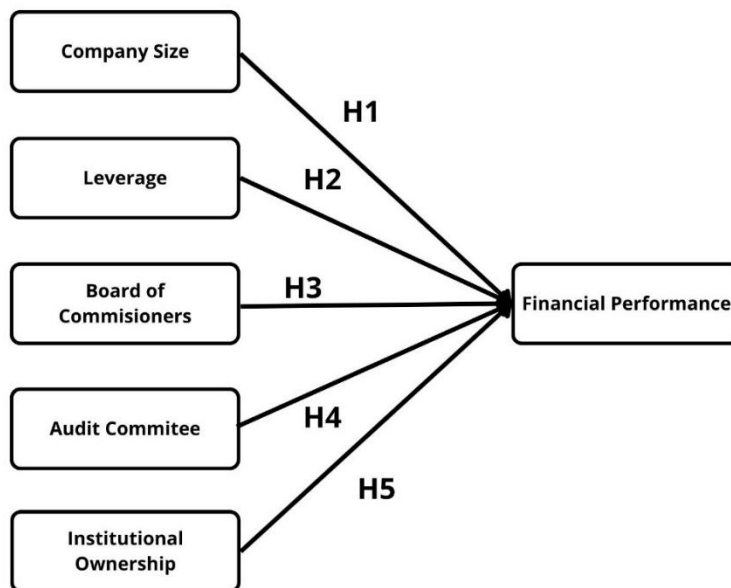 Company Size
H1
Leverage
H2
Board of
Commisioners
H3
Financial Performance
Audit Commitee
H4
Institutional
Ownership
H5